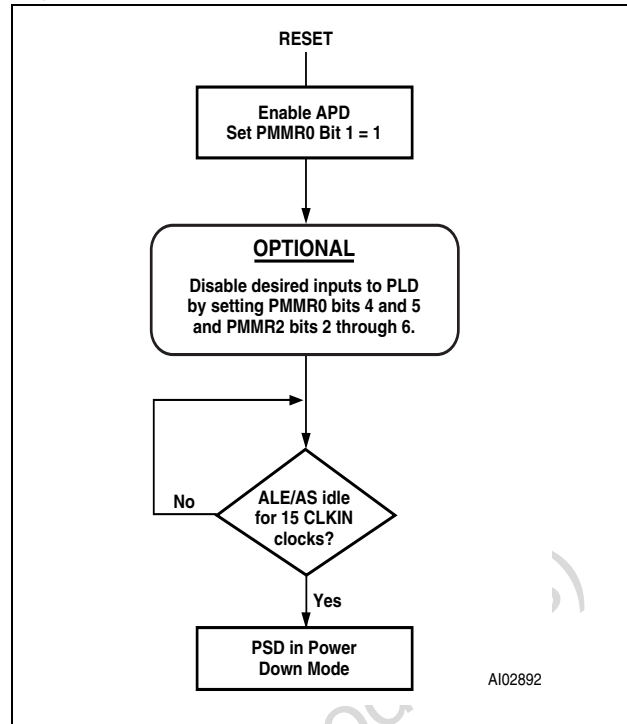 RESET
Enable APD
Set PMMR0 Bit 1 = 1
OPTIONAL
Disable desired inputs to PLD
by setting PMMR0 bits 4 and 5
and PMMR2 bits 2 through 6.
No
ALE/AS idle
for 15 CLKIN
clocks?
Yes
PSD in Power
Down Mode
AI02892